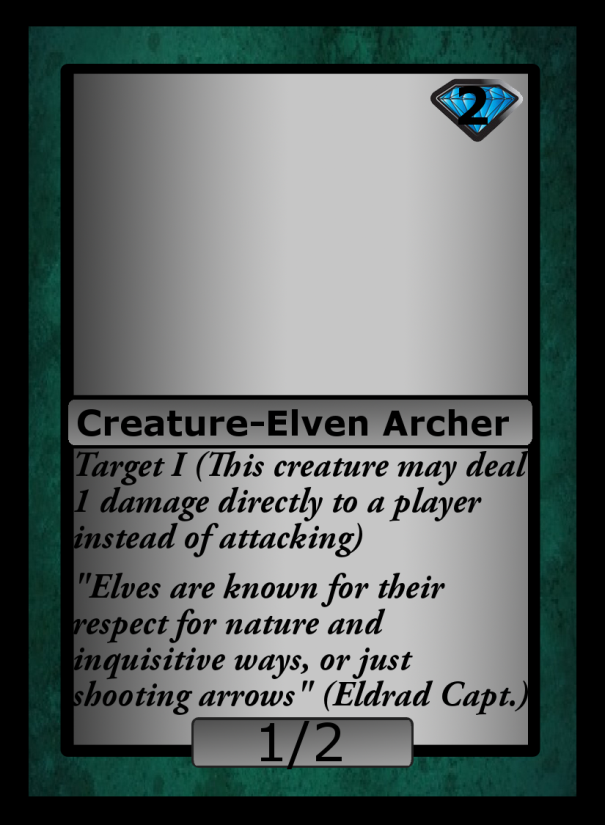 2
Creature-Elven Archer
Target I (This creature may deal
1 damage directly to a player
instead of attacking)
"Elves are known for their
respect for nature and
inquisitive ways, or just
shooting arrows" (Eldrad Capt.)
1/2